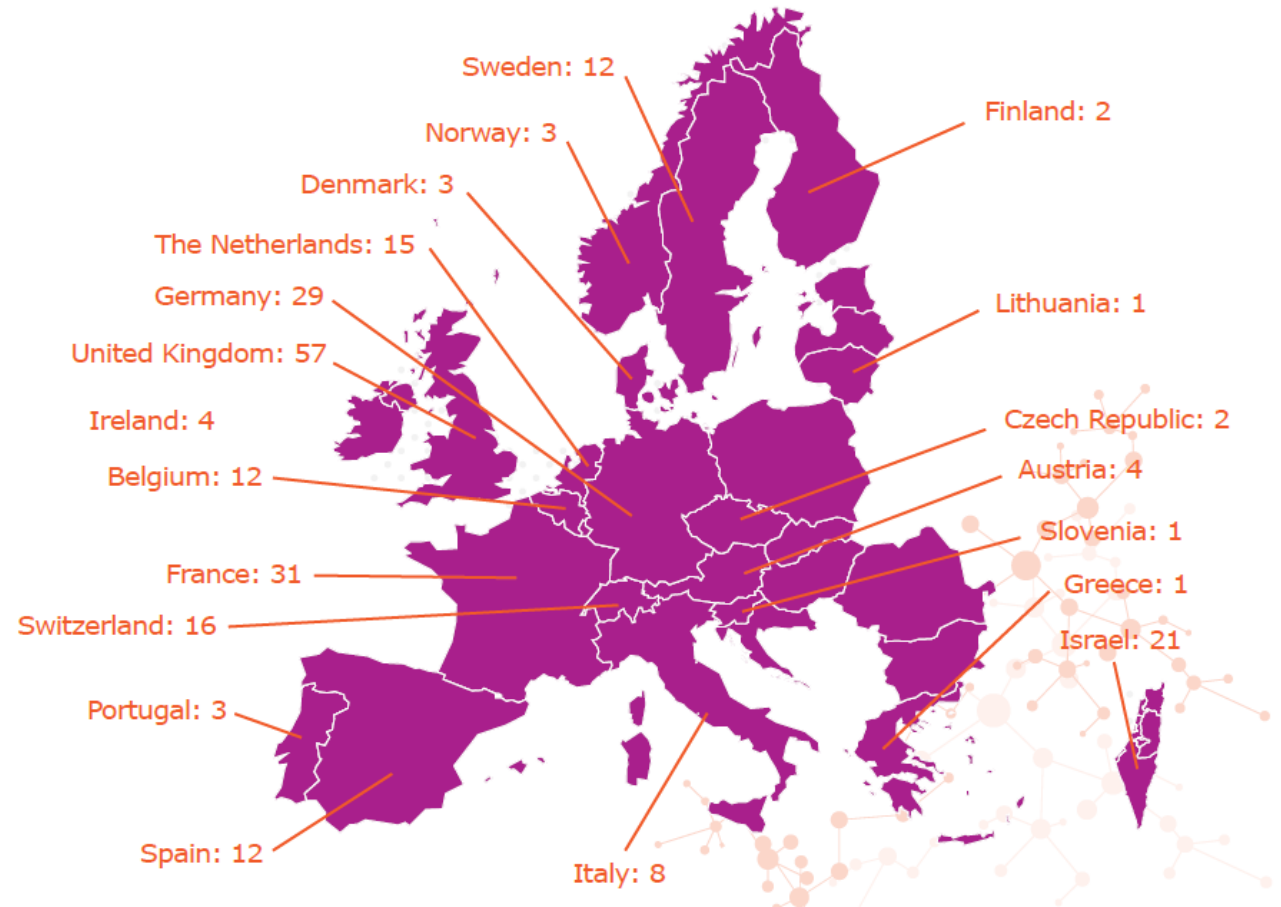 Sweden: 12
Finland: 2
Norway: 3
Denmark: 3
The Netherlands: 15
Germany: 29
Lithuania: 1
United Kingdom: 57
Ireland: 4
Czech Republic: 2
Austria: 4
Belgium: 12
Slovenia: 1
France: 31
Greece: 1
Switzerland: 16
Israel: 21
Portugal: 3
Spain: 12
Italy: 8